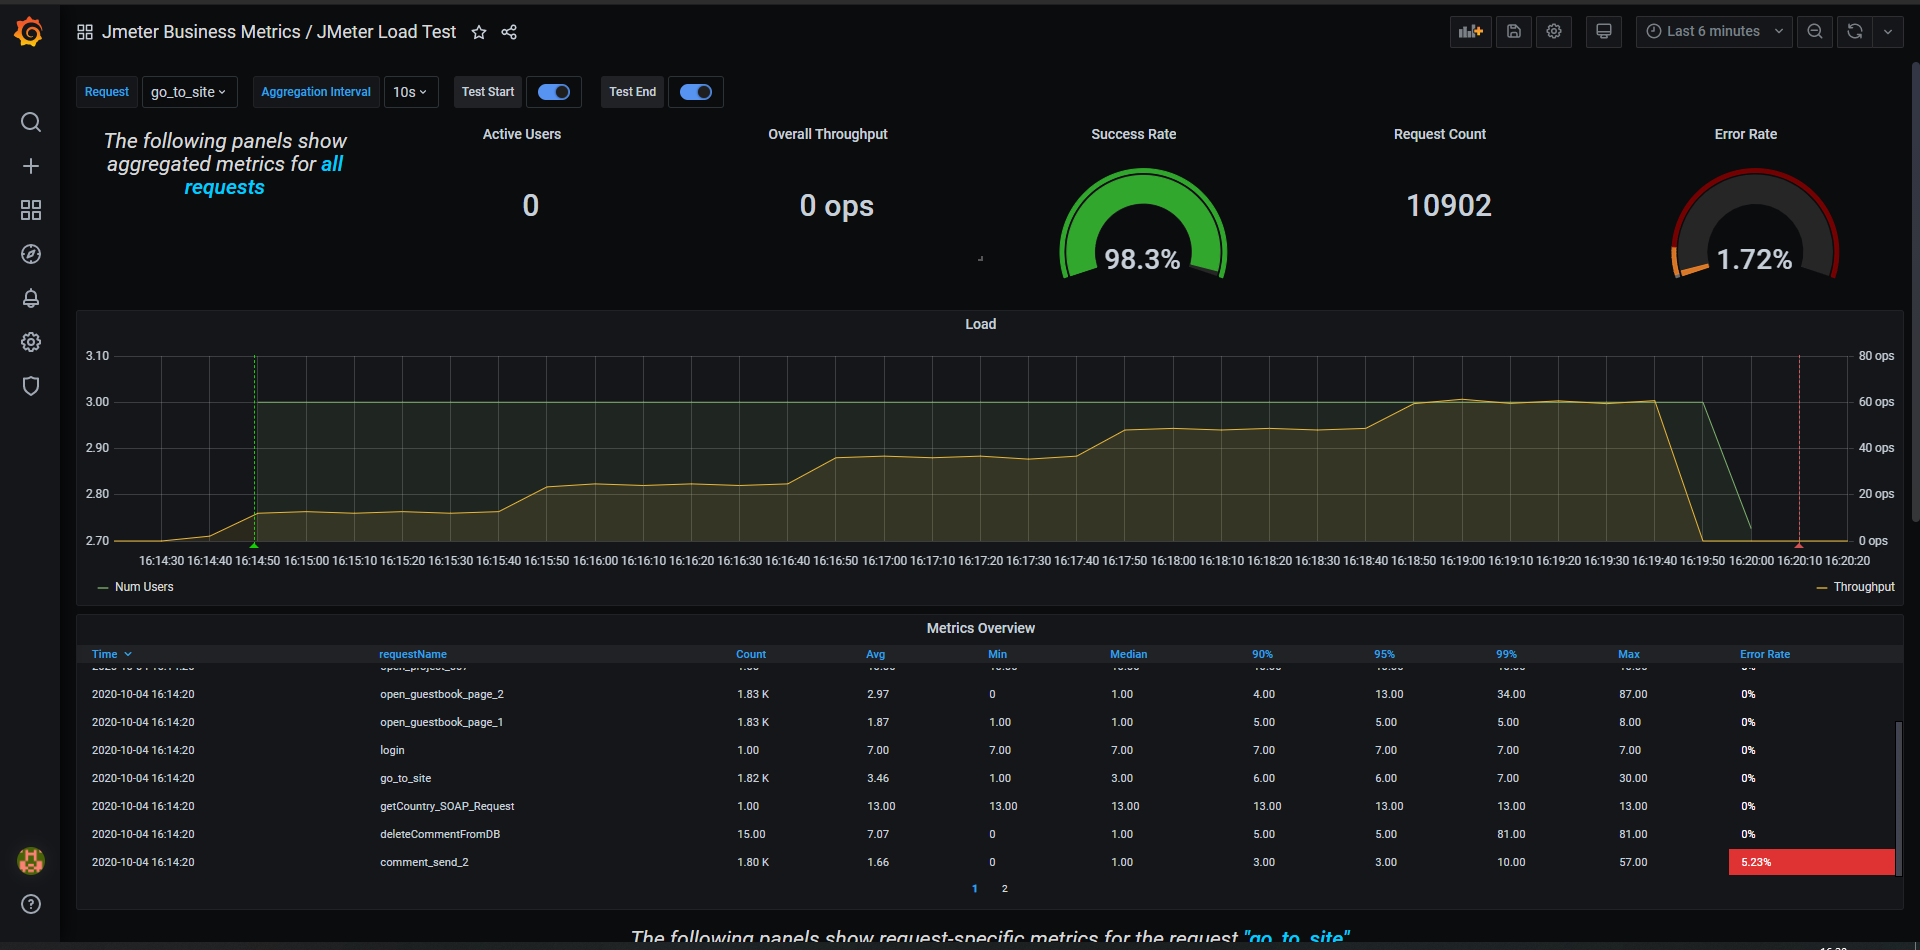 Jmeter Business Metrics / JMeter Load Test
Last 6 minutes
Request go_to_site Aggregation Interval 10s Test Start Test End
The following panels show
aggregated metrics for all
requests
Active Users
0
Overall Throughput
0 ops
Success Rate
98.3%
Request Count
10902
Error Rate
1.72%
Load
3.10 80 ops
3.00 60 ops
2.90 40 ops
2.80 20 ops
2.70 0 ops
16:14:30 16:14:40 16:14:50 16:15:00 16:15:10 16:15:20 16:15:30 16:15:40 16:15:50 16:16:00 16:16:10 16:16:20 16:16:30 16:16:40 16:16:50 16:17:00 16:17:10 16:17:20 16:17:30 16:17:40 16:17:50 16:18:00 16:18:10 16:18:20 16:18:30 16:18:40 16:18:50 16:19:00 16:19:10 16:19:20 16:19:30 16:19:40 16:19:50 16:20:00 16:20:10 16:20:20
Num Users Throughput
Metrics Overview
Time requestName Count Avg Min Median 90% 95% 99% Max Error Rate
2020-10-04 16:14:20 open_guestbook_page_2 1.83 K 2.97 0 1.00 4.00 13.00 34.00 87.00 0%
2020-10-04 16:14:20 open_guestbook_page_1 1.83 K 1.87 1.00 1.00 5.00 5.00 5.00 8.00 0%
2020-10-04 16:14:20 login 1.00 7.00 7.00 7.00 7.00 7.00 7.00 7.00 0%
2020-10-04 16:14:20 go_to_site 1.82 K 3.46 1.00 3.00 6.00 6.00 7.00 30.00 0%
2020-10-04 16:14:20 getCountry_SOAP_Request 1.00 13.00 13.00 13.00 13.00 13.00 13.00 13.00 0%
2020-10-04 16:14:20 deleteCommentFromDB 15.00 7.07 0 1.00 5.00 5.00 81.00 81.00 0%
2020-10-04 16:14:20 comment_send_2 1.80 K 1.66 0 1.00 3.00 3.00 10.00 57.00 5.23%
1 2
The following panels show request-specific metrics for the request "go_to_site"